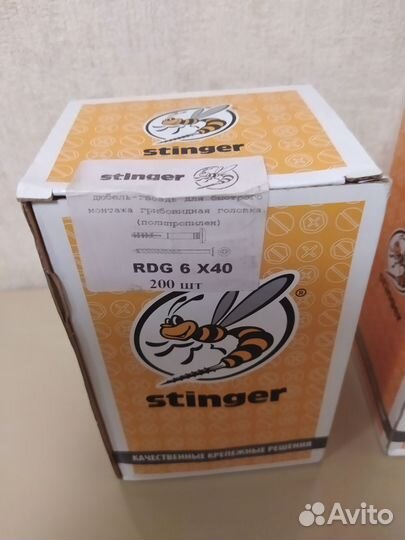 stinger
stinger
Дюбель-гвоздь для быстрого
монтажа грибовидная головка
(полипропилен)
RDG 6 X40
200 шт
®
stinger
КАЧЕСТВЕННЫЕ КРЕПЕЖНЫЕ РЕШЕНИЯ
Avito